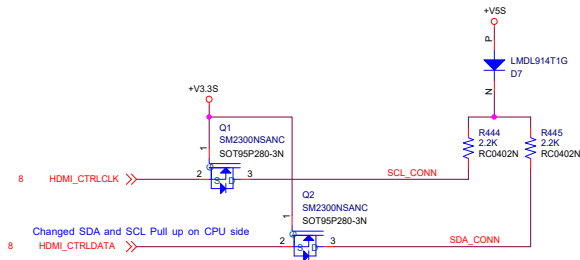 +V5S
P
LMDL914T1G
D7
N
+V3.3S
Q1
SM2300NSANC
SOT95P280-3N
R444
2.2K
RC0402N
R445
2.2K
RC0402N
1
8 HDMI_CTRLCLK
2
S
D
3
SCL_CONN
Q2
SM2300NSANC
SOT95P280-3N
1
Changed SDA and SCL Pull up on CPU side
8 HDMI_CTRLDATA
2
S
D
3
SDA_CONN